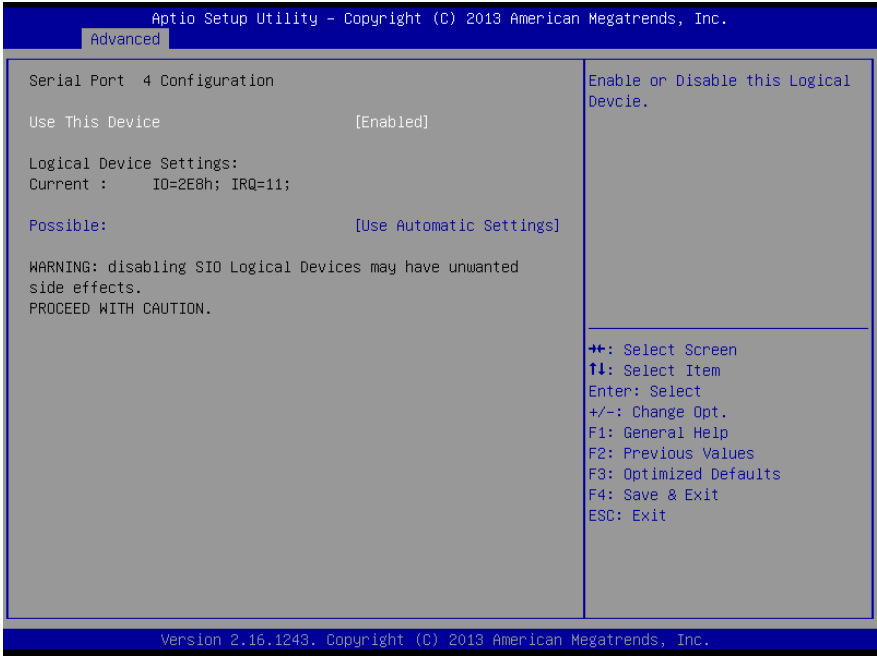 Aptio Setup Utility – Copyright (C) 2013 American Megatrends, Inc.
Advanced
Serial Port  4 Configuration
Use This Device [Enabled]
Logical Device Settings:
Current :     IO=2E8h; IRQ=11;
Possible: [Use Automatic Settings]
WARNING: disabling SIO Logical Devices may have unwanted
side effects.
PROCEED WITH CAUTION.
Enable or Disable this Logical
Devcie.
→←: Select Screen
↑↓: Select Item
Enter: Select
+/-: Change Opt.
F1: General Help
F2: Previous Values
F3: Optimized Defaults
F4: Save & Exit
ESC: Exit
Version 2.16.1243. Copyright (C) 2013 American Megatrends, Inc.